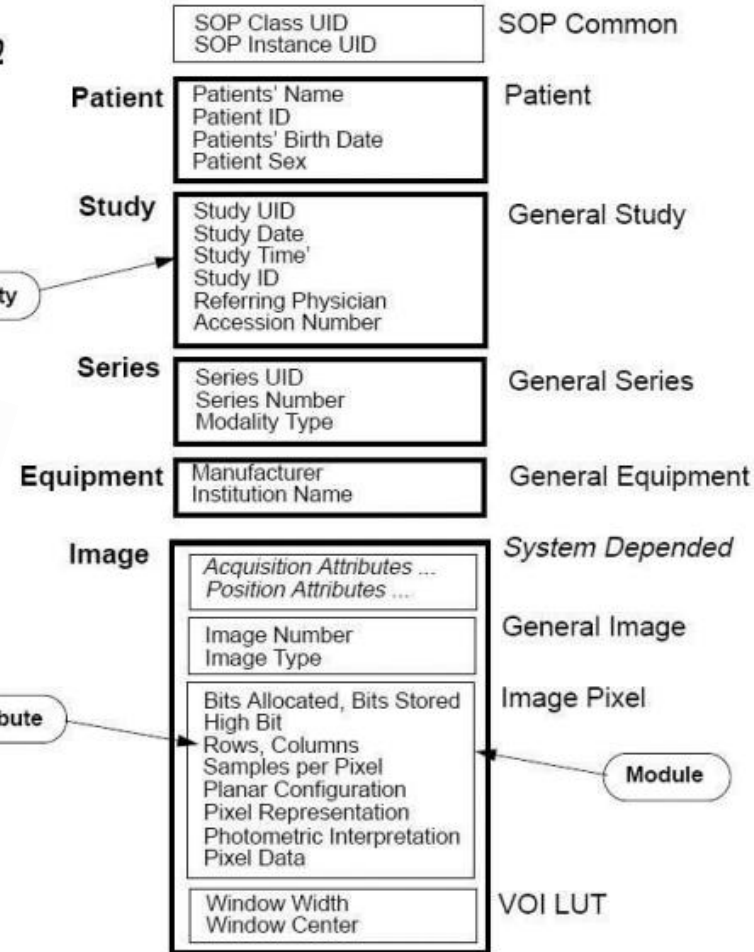 SOP Class UID
SOP Instance UID
SOP Common
Patient
Patients' Name
Patient ID
Patients' Birth Date
Patient Sex
Patient
Study
Study UID
Study Date
Study Time'
Study ID
Referring Physician
Accession Number
General Study
ty
Series
Series UID
Series Number
Modality Type
General Series
Equipment
Manufacturer
Institution Name
General Equipment
Image
System Depended
Acquisition Attributes ...
Position Attributes ...
Image Number
Image Type
General Image
Bits Allocated, Bits Stored
High Bit
Rows, Columns
Samples per Pixel
Planar Configuration
Pixel Representation
Photometric Interpretation
Pixel Data
Image Pixel
bute
Module
Window Width
Window Center
VOI LUT